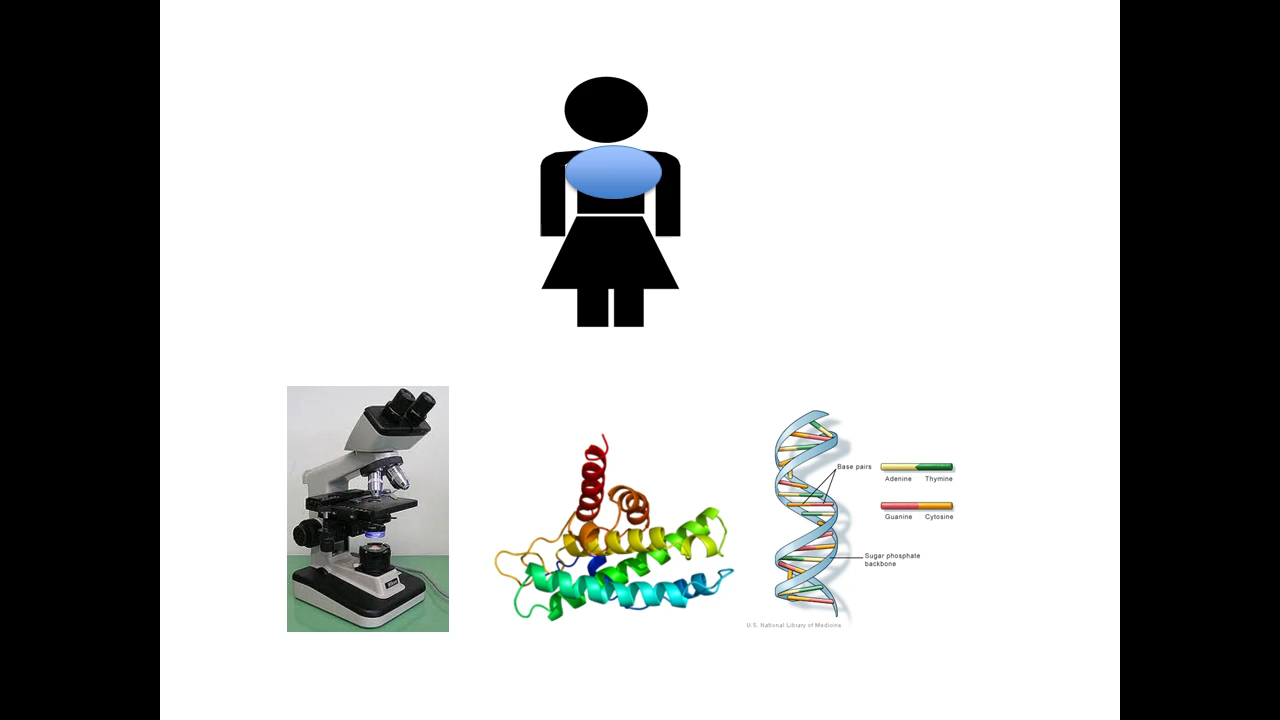 Base pairs
Adenine Thymine
Guanine Cytosine
Sugar phosphate
backbone
U.S. National Library of Medicine